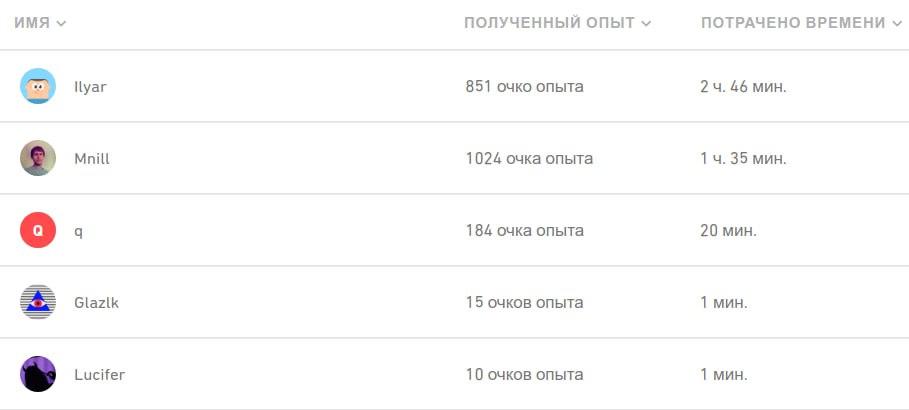 ИМЯ ПОЛУЧЕННЫЙ ОПЫТ ПОТРАЧЕНО ВРЕМЕНИ
Ilyar 851 очко опыта 2 ч. 46 мин.
Mnill 1024 очка опыта 1 ч. 35 мин.
Q q 184 очка опыта 20 мин.
Glazlk 15 очков опыта 1 мин.
Lucifer 10 очков опыта 1 мин.